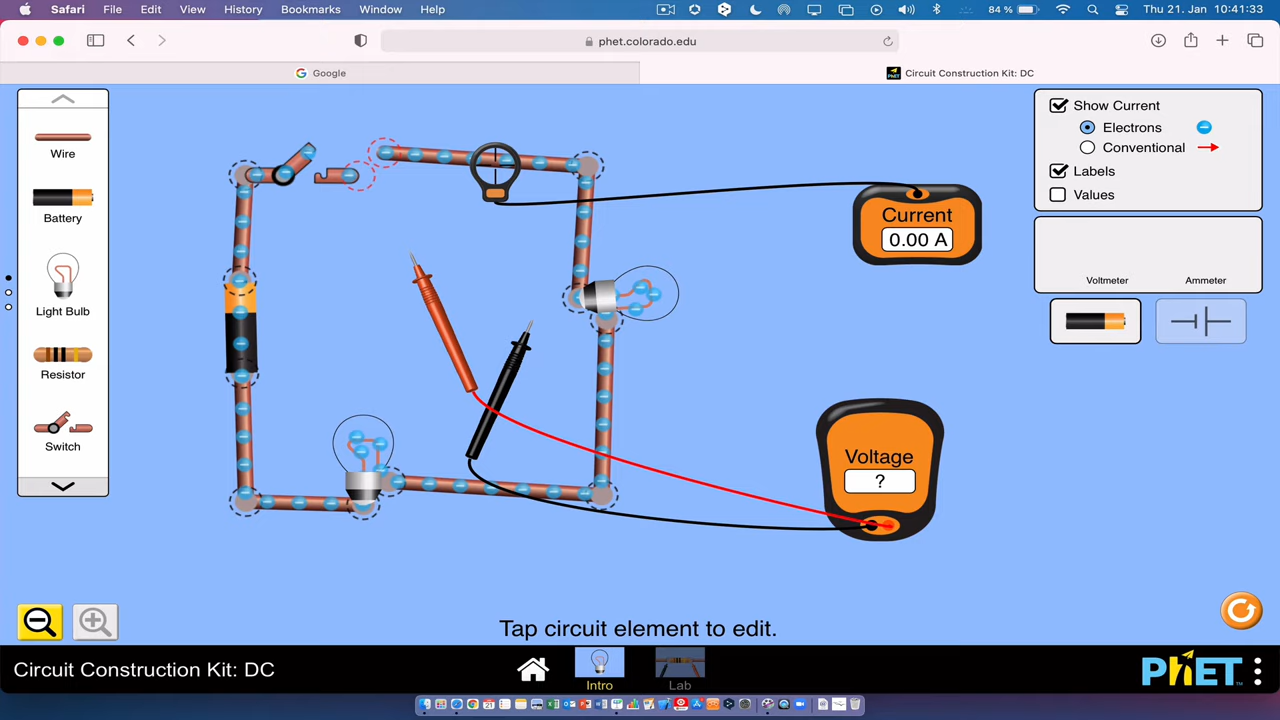 Safari File Edit View History Bookmarks Window Help 84 % Thu 21. Jan 10:41:33
phet.colorado.edu
Google
Circuit Construction Kit: DC
Wire
Battery
Light Bulb
Resistor
Switch
Show Current
Electrons
Conventional
Labels
Values
Voltmeter Ammeter
Current
0.00 A
Voltage
?
Tap circuit element to edit.
Circuit Construction Kit: DC
Intro
Lab
PhET